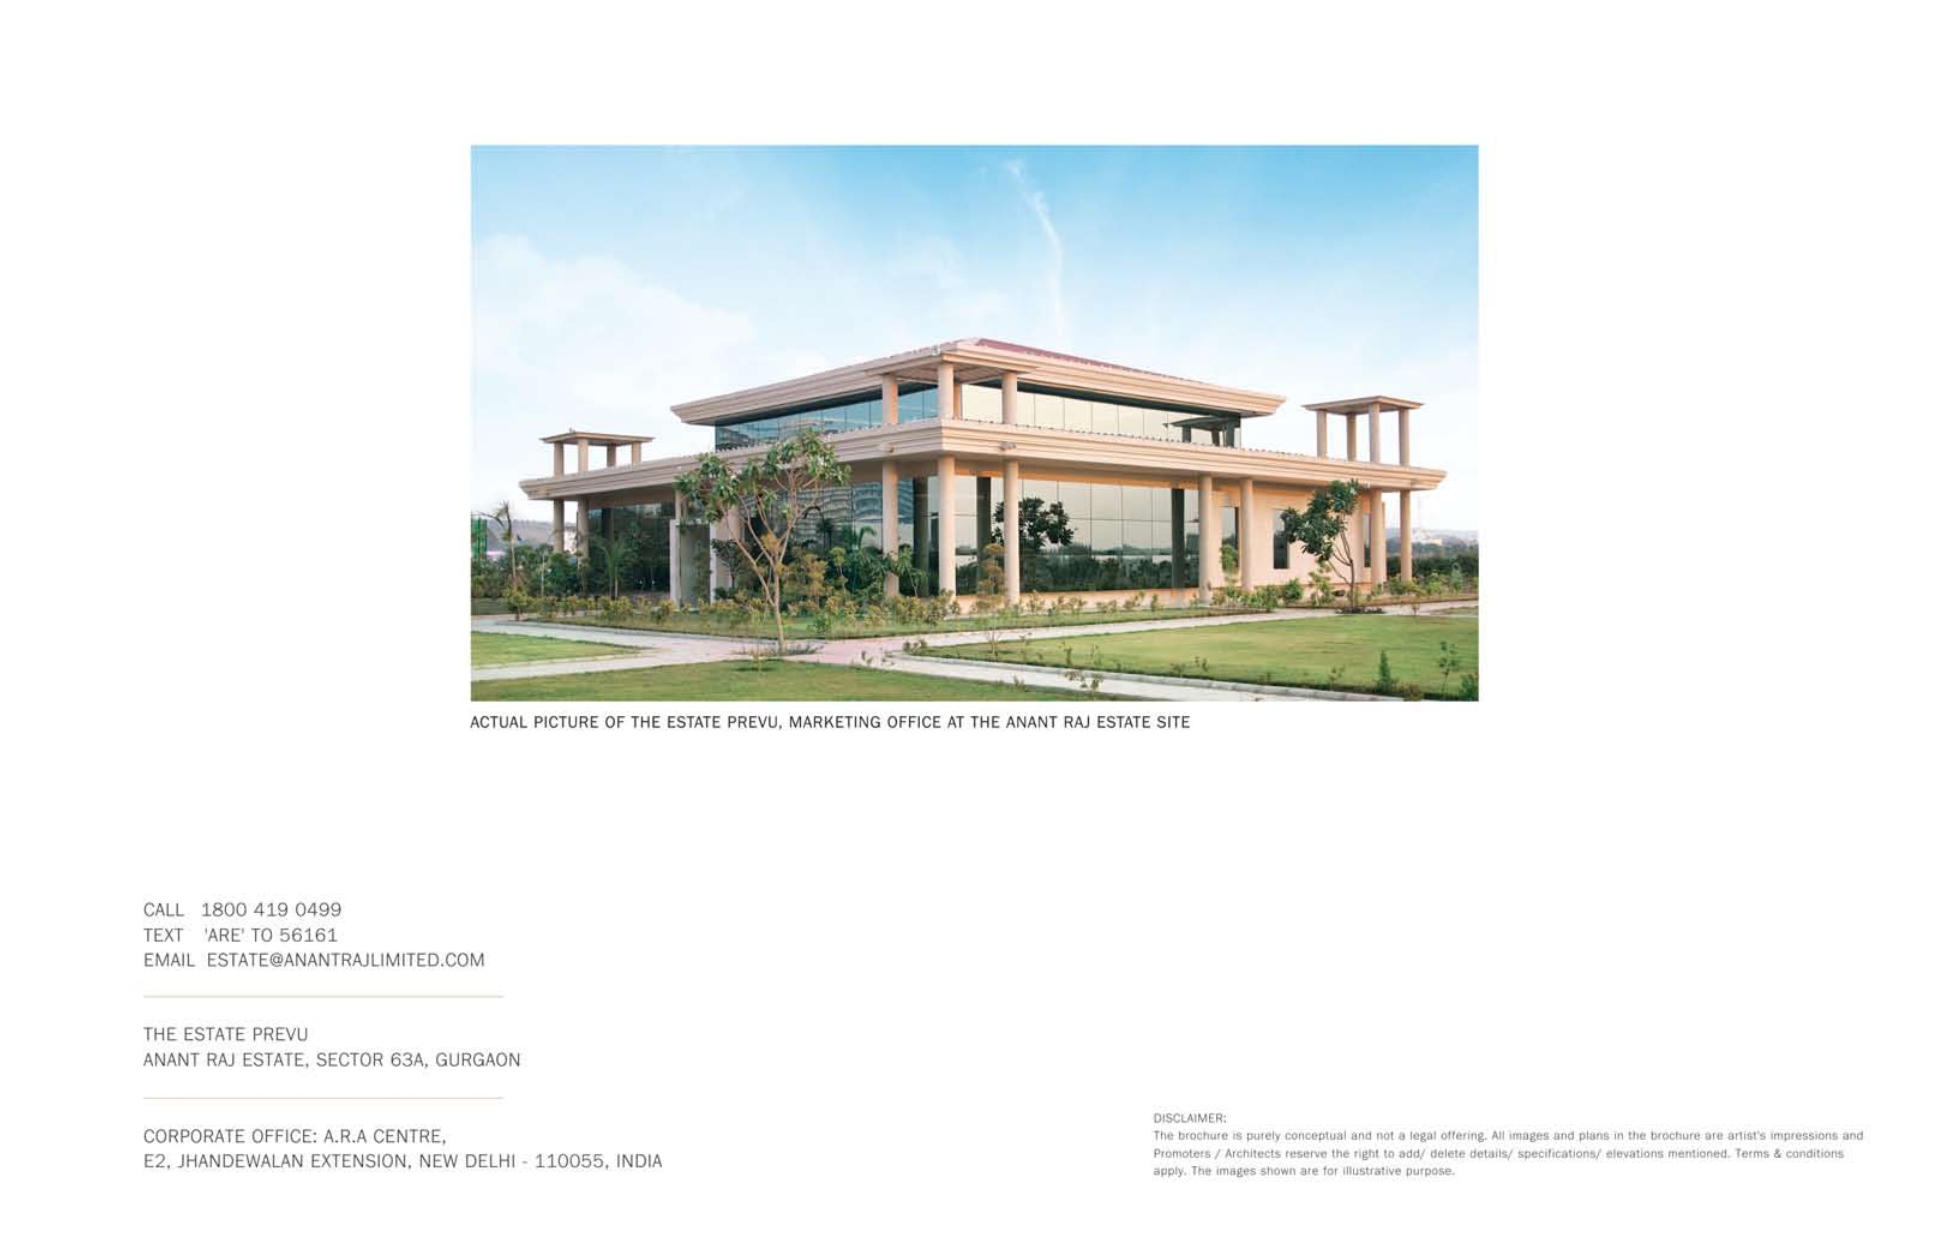 ACTUAL PICTURE OF THE ESTATE PREVU, MARKETING OFFICE AT THE ANANT RAJ ESTATE SITE
CALL 1800 419 0499
TEXT 'ARE' TO 56161
EMAIL ESTATE@ANANTRAJLIMITED.COM
THE ESTATE PREVU
ANANT RAJ ESTATE, SECTOR 63A, GURGAON
CORPORATE OFFICE: A.R.A CENTRE,
E2, JHANDEWALAN EXTENSION, NEW DELHI - 110055, INDIA
DISCLAIMER:
The brochure is purely conceptual and not a legal offering. All images and plans in the brochure are artist's impressions and
Promoters / Architects reserve the right to add/ delete details/ specifications/ elevations mentioned. Terms & conditions
apply. The images shown are for illustrative purpose.